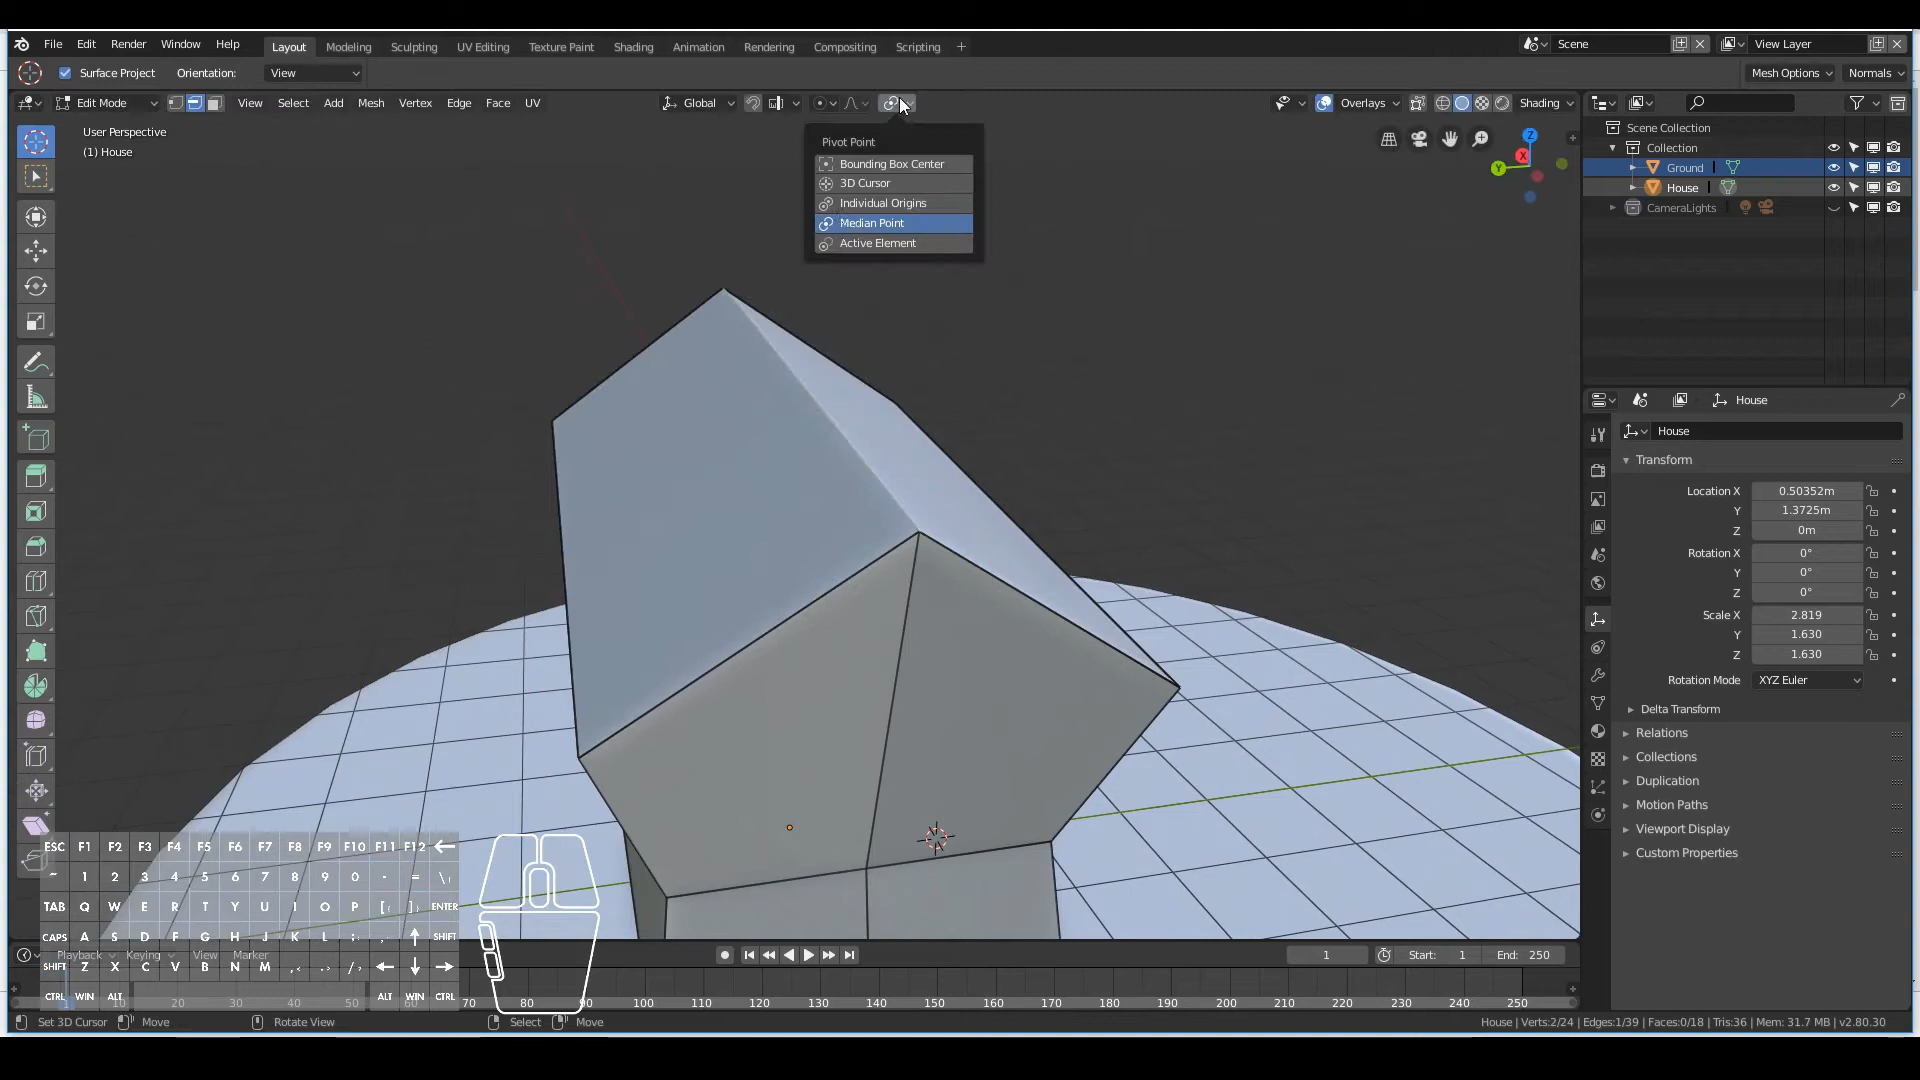 File Edit Render Window Help Layout Modeling Sculpting UV Editing Texture Paint Shading Animation Rendering Compositing Scripting + Scene View Layer
Surface Project Orientation: View Mesh Options Normals
Edit Mode View Select Add Mesh Vertex Edge Face UV Global Overlays Shading
User Perspective
(1) House
Pivot Point
Bounding Box Center
3D Cursor
Individual Origins
Median Point
Active Element
Z
X
Y
Scene Collection
Collection
Ground
House
CameraLights
House
House
Transform
Location X 0.50352m
Y 1.3725m
Z 0m
Rotation X 0°
Y 0°
Z 0°
Scale X 2.819
Y 1.630
Z 1.630
Rotation Mode XYZ Euler
Delta Transform
Relations
Collections
Duplication
Motion Paths
Viewport Display
Custom Properties
ESC F1 F2 F3 F4 F5 F6 F7 F8 F9 F10 F11 F12
~ 1 2 3 4 5 6 7 8 9 0 - = \
TAB Q W E R T Y U I O P [ ] ENTER
CAPS A S D F G H J K L ; SHIFT
SHIFT Z X C V B N M
CTRL WIN ALT ALT WIN CTRL
Playback Keying View Marker
1 Start: 1 End: 250
1 10 20 30 40 50 60 70 80 90 100 110 120 130 140 150 160 170 180 190 200 210 220 230 240 250
Set 3D Cursor Move Rotate View Select Move
House | Verts:2/24 | Edges:1/39 | Faces:0/18 | Tris:36 | Mem: 31.7 MB | v2.80.30